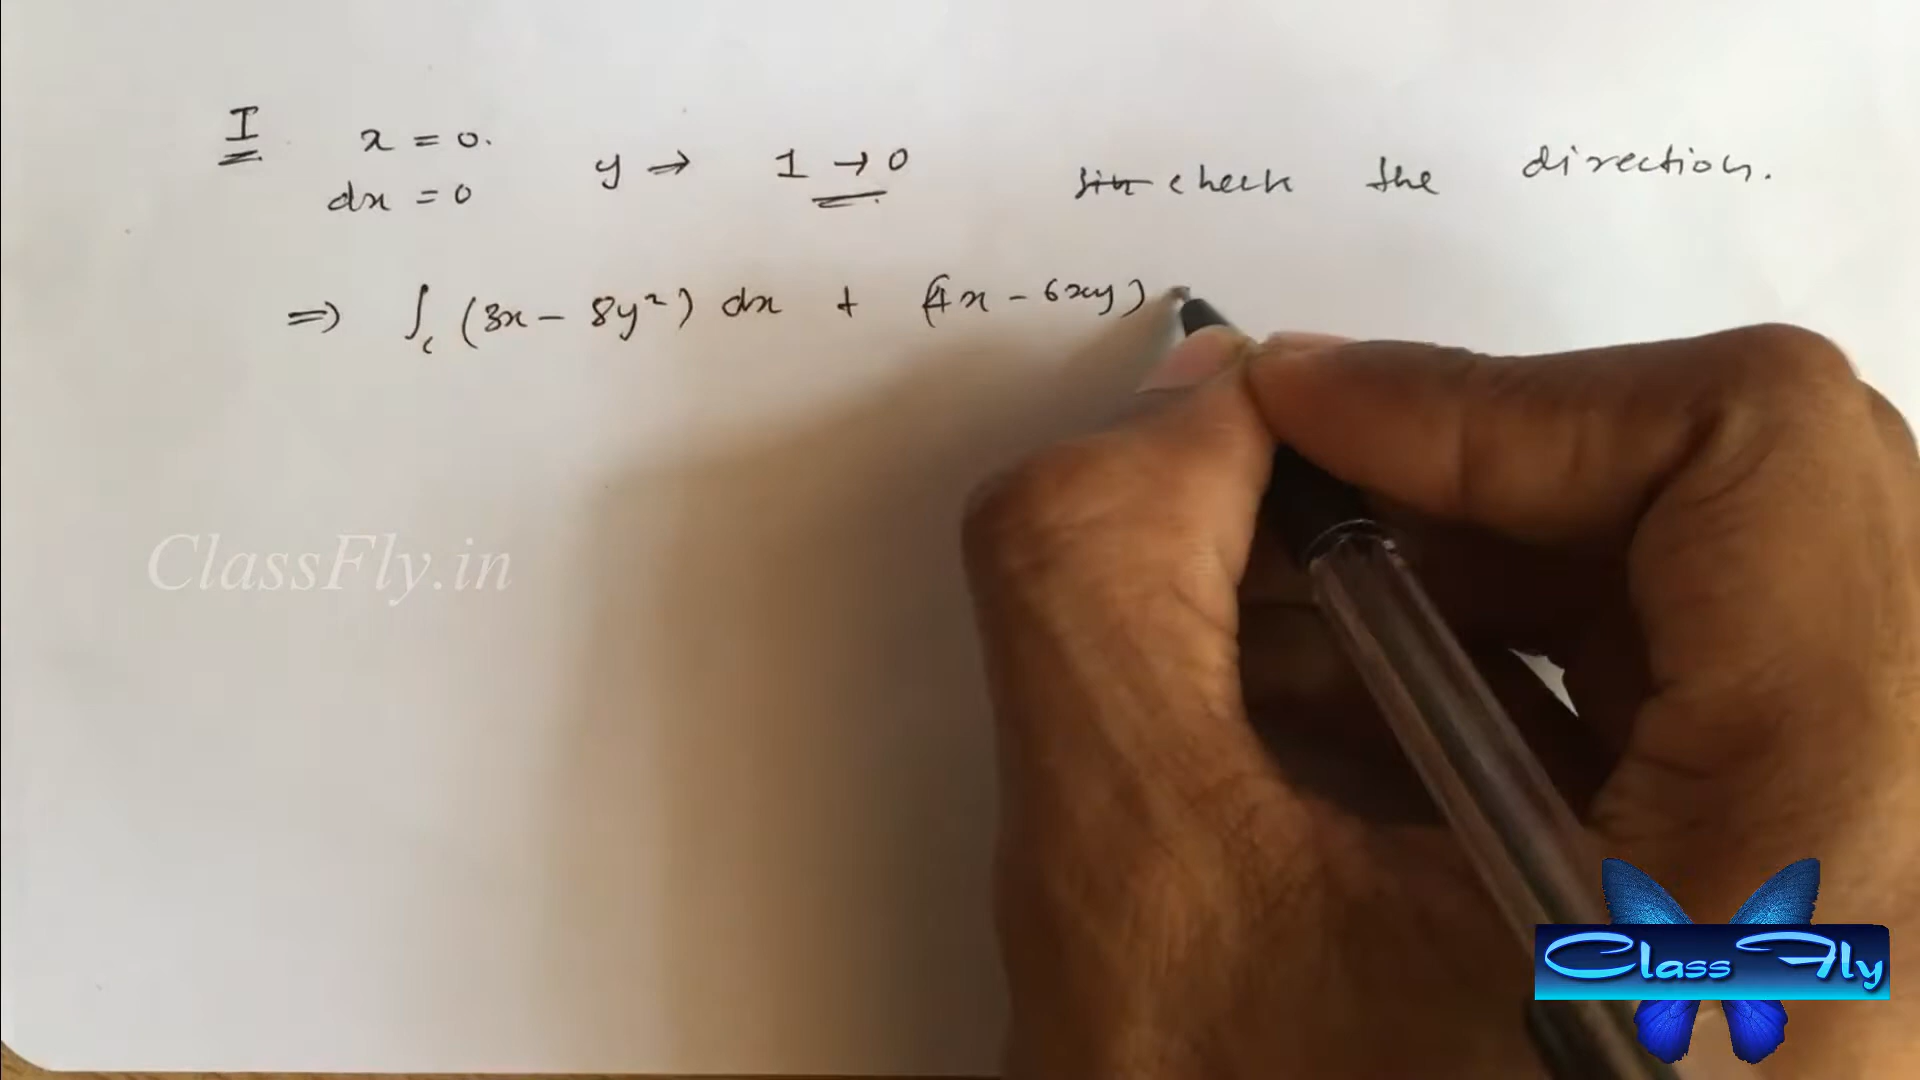 I x = 0. y ⇒ 1 → 0 check the direction.
dx = 0
⇒ ∫c (3x - 8y²) dx + (4x - 6xy)
ClassFly.in
Class Fly